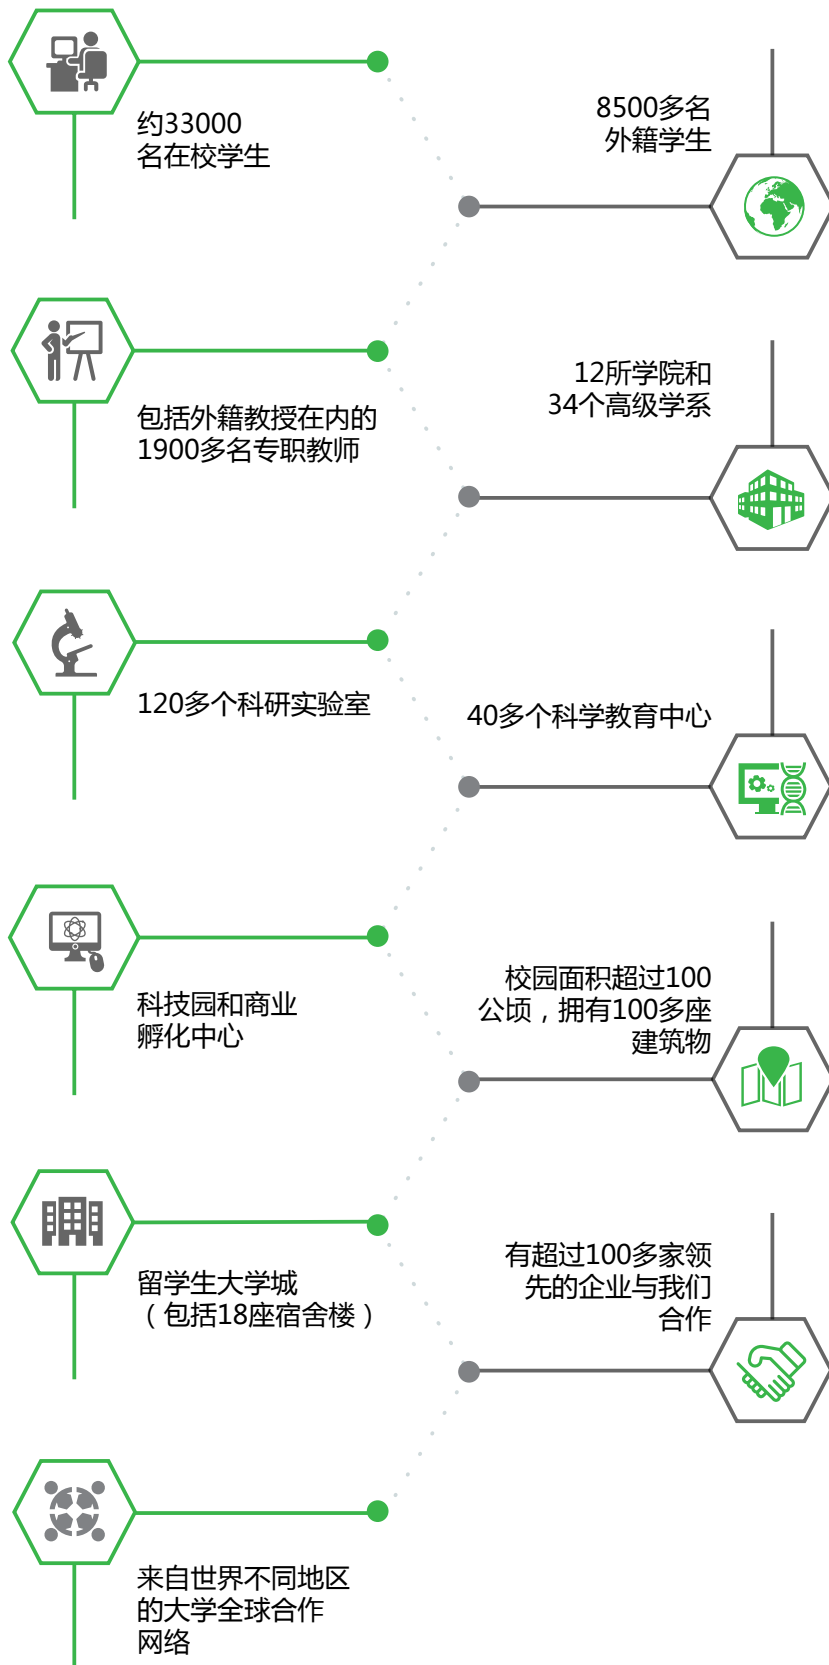 约33000
名在校学生
8500多名
外籍学生
包括外籍教授在内的
1900多名专职教师
12所学院和
34个高级学系
120多个科研实验室
40多个科学教育中心
科技园和商业
孵化中心
校园面积超过100
公顷，拥有100多座
建筑物
留学生大学城
（包括18座宿舍楼）
有超过100多家领
先的企业与我们
合作
来自世界不同地区
的大学全球合作
网络